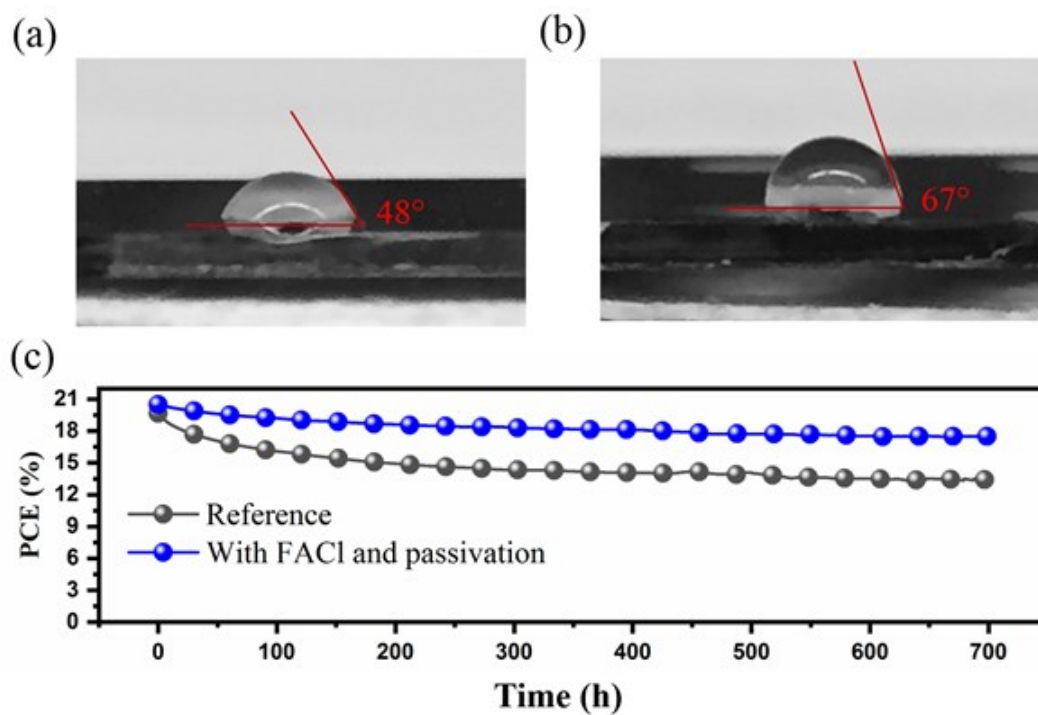 (a)
(b)
48°
67°
(c)
21
18
15
12
9
6
3
0
PCE (%)
Reference
With FACl and passivation
0 100 200 300 400 500 600 700
Time (h)